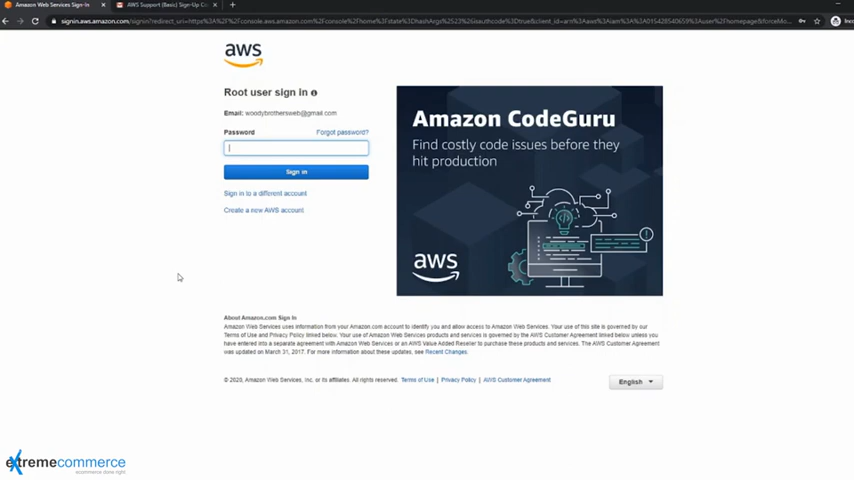 Amazon Web Services Sign-In
AWS Support (Basic) Sign-Up Co
aws
Root user sign in
Email: woodybrothersweb@gmail.com
Password
Forgot password?
Sign in
Sign in to a different account
Create a new AWS account
Amazon CodeGuru
Find costly code issues before they
hit production
aws
About Amazon.com Sign In
Amazon Web Services uses information from your Amazon.com account to identify you and allow access to Amazon Web Services. Your use of this site is governed by
our Terms of Use and Privacy Policy linked below. Your use of Amazon Web Services products and services is governed by the AWS Customer Agreement linked below unless you
have entered into a separate agreement with Amazon Web Services or an AWS Value Added Reseller to purchase these products and services. The AWS Customer Agreement
was updated on March 31, 2017. For more information about these updates, see Recent Changes.
© 2020, Amazon Web Services, Inc. or its affiliates. All rights reserved.
Terms of Use | Privacy Policy | AWS Customer Agreement
English
extremecommerce
ecommerce done right